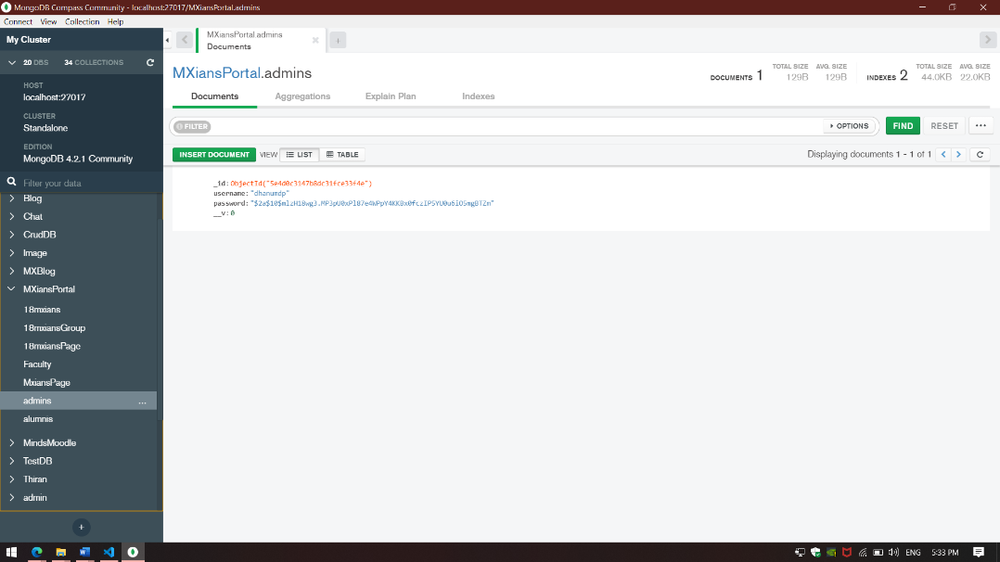 MongoDB Compass Community - localhost:27017/MXiansPortal.admins
Connect View Collection Help
My Cluster
20 DBS 34 COLLECTIONS
HOST
localhost:27017
CLUSTER
Standalone
EDITION
MongoDB 4.2.1 Community
Filter your data
Blog
Chat
CrudDB
Image
MXBlog
MXiansPortal
18mxians
18mxiansGroup
18mxiansPage
Faculty
MxiansPage
admins ...
alumnis
MindsMoodle
TestDB
Thiran
admin
+
MXiansPortal.admins
Documents
+
MXiansPortal.admins
DOCUMENTS 1 TOTAL SIZE 129B AVG. SIZE 129B INDEXES 2 TOTAL SIZE 44.0KB AVG. SIZE 22.0KB
Documents Aggregations Explain Plan Indexes
FILTER OPTIONS FIND RESET ...
INSERT DOCUMENT VIEW LIST TABLE Displaying documents 1 - 1 of 1
_id: ObjectId("5e4d0c3147b8dc31fce33f4e")
username: "dhanumdp"
password: "$2a$10$mlzH18wg3.MP3pU0xPl87e4WPpY4KKBx0fczIP5YU0u6iO5mgBTZm"
__v: 0
ENG 5:33 PM